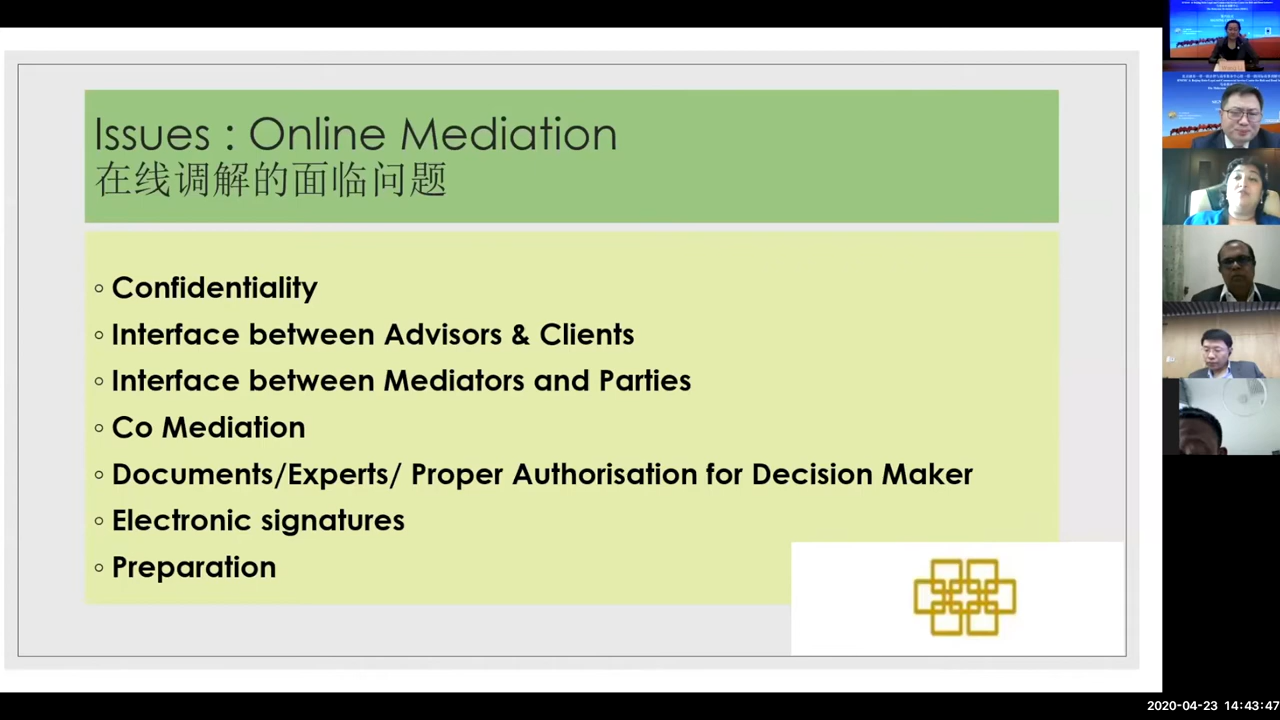 Issues : Online Mediation
在线调解的面临问题
◦ Confidentiality
◦ Interface between Advisors & Clients
◦ Interface between Mediators and Parties
◦ Co Mediation
◦ Documents/Experts/ Proper Authorisation for Decision Maker
◦ Electronic signatures
◦ Preparation
2020-04-23 14:43:47